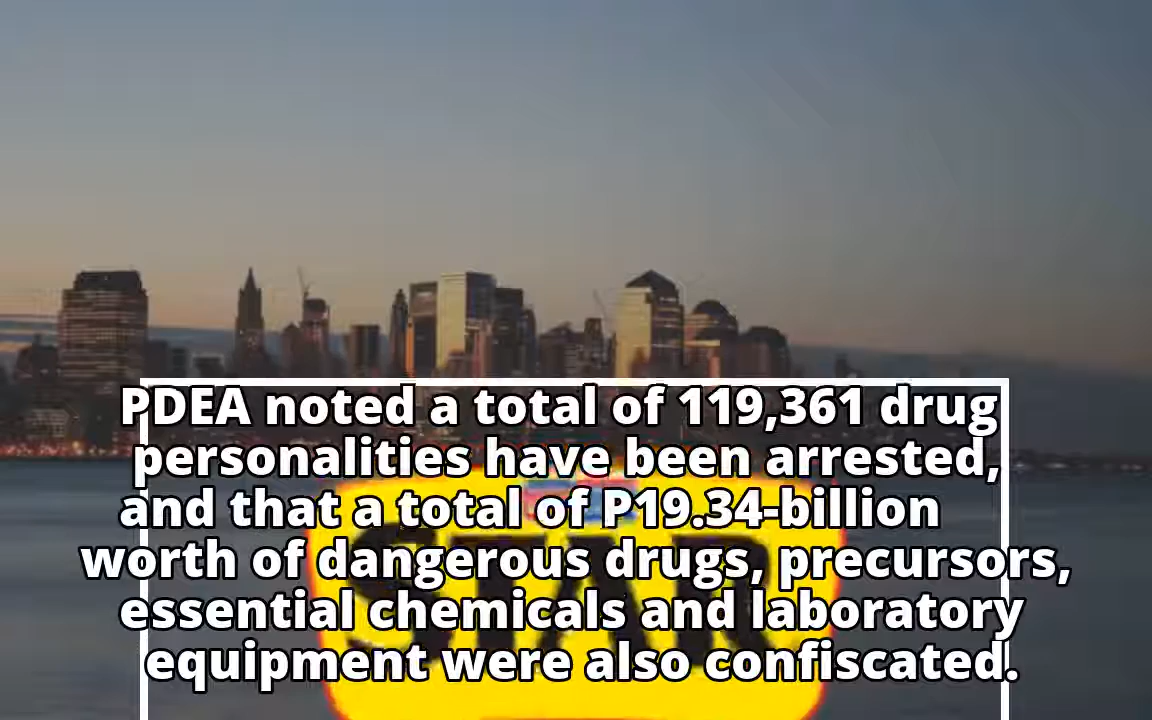 PDEA noted a total of 119,361 drug
personalities have been arrested,
and that a total of P19.34-billion
worth of dangerous drugs, precursors,
essential chemicals and laboratory
equipment were also confiscated.
STAR